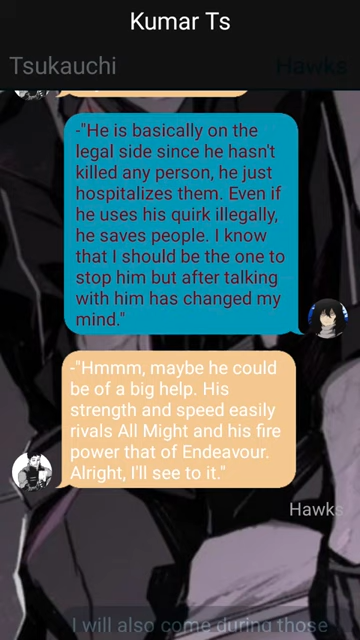 Kumar Ts
Tsukauchi
Hawks
-"He is basically on the
legal side since he hasn't
killed any person, he just
hospitalizes them. Even if
he uses his quirk illegally,
he saves people. I know
that I should be the one to
stop him but after talking
with him has changed my
mind."
-"Hmmm, maybe he could
be of a big help. His
strength and speed easily
rivals All Might and his fire
power that of Endeavour.
Alright, I'll see to it."
Hawks
I will also come during those